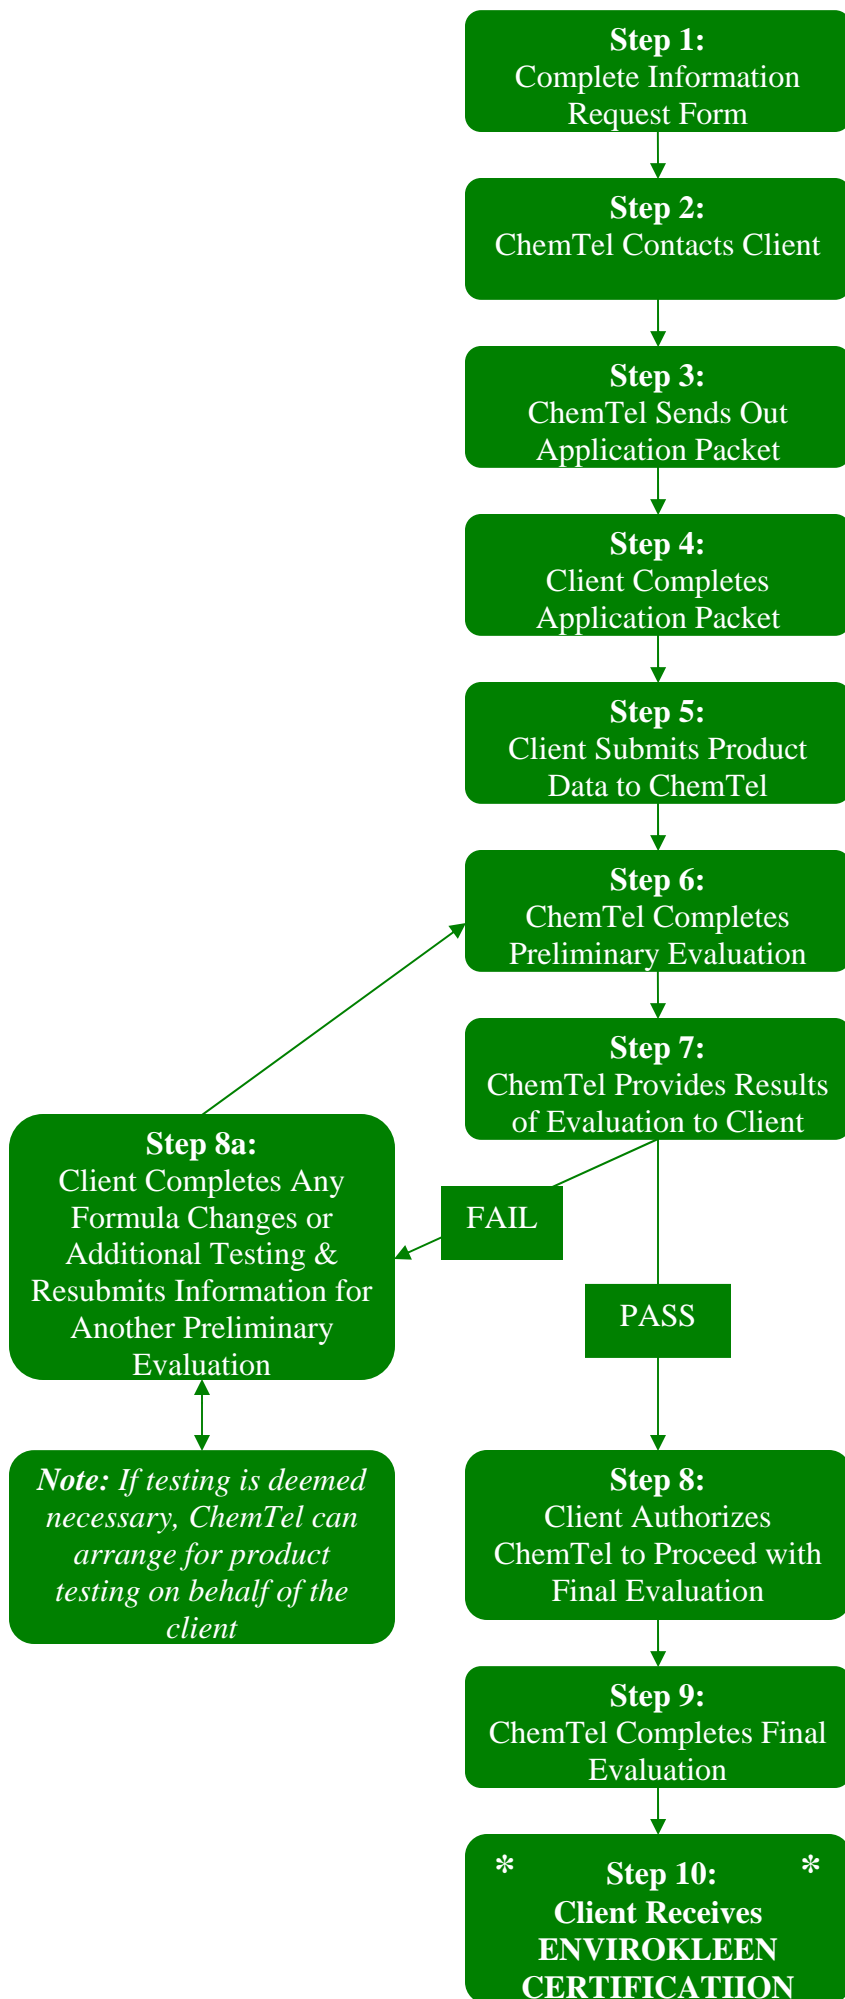 Step 1:
Complete Information
Request Form
Step 2:
ChemTel Contacts Client
Step 3:
ChemTel Sends Out
Application Packet
Step 4:
Client Completes
Application Packet
Step 5:
Client Submits Product
Data to ChemTel
Step 6:
ChemTel Completes
Preliminary Evaluation
Step 7:
ChemTel Provides Results
of Evaluation to Client
FAIL
Step 8a:
Client Completes Any
Formula Changes or
Additional Testing &
Resubmits Information for
Another Preliminary
Evaluation
Note: If testing is deemed
necessary, ChemTel can
arrange for product
testing on behalf of the
client
PASS
Step 8:
Client Authorizes
ChemTel to Proceed with
Final Evaluation
Step 9:
ChemTel Completes Final
Evaluation
* Step 10: *
Client Receives
ENVIROKLEEN
CERTIFICATIION